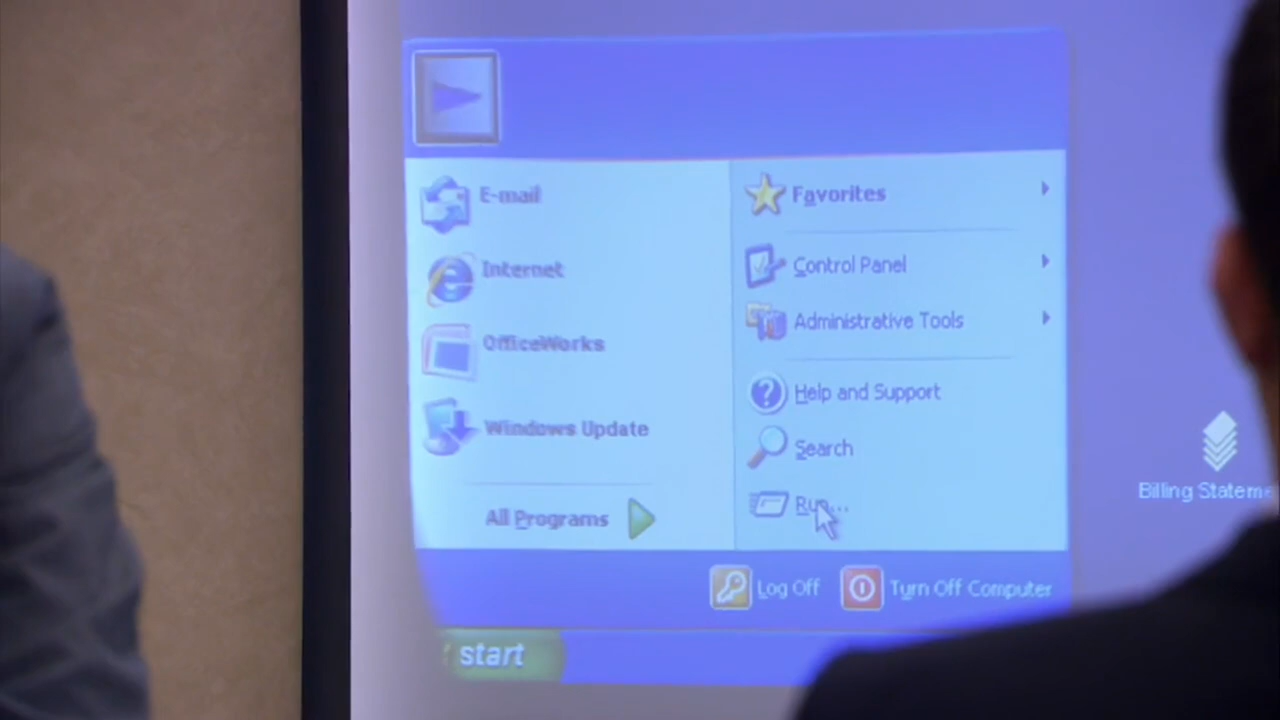 E-mail
Internet
OfficeWorks
Windows Update
All Programs
Favorites
Control Panel
Administrative Tools
Help and Support
Search
Log Off
Turn Off Computer
start
Billing